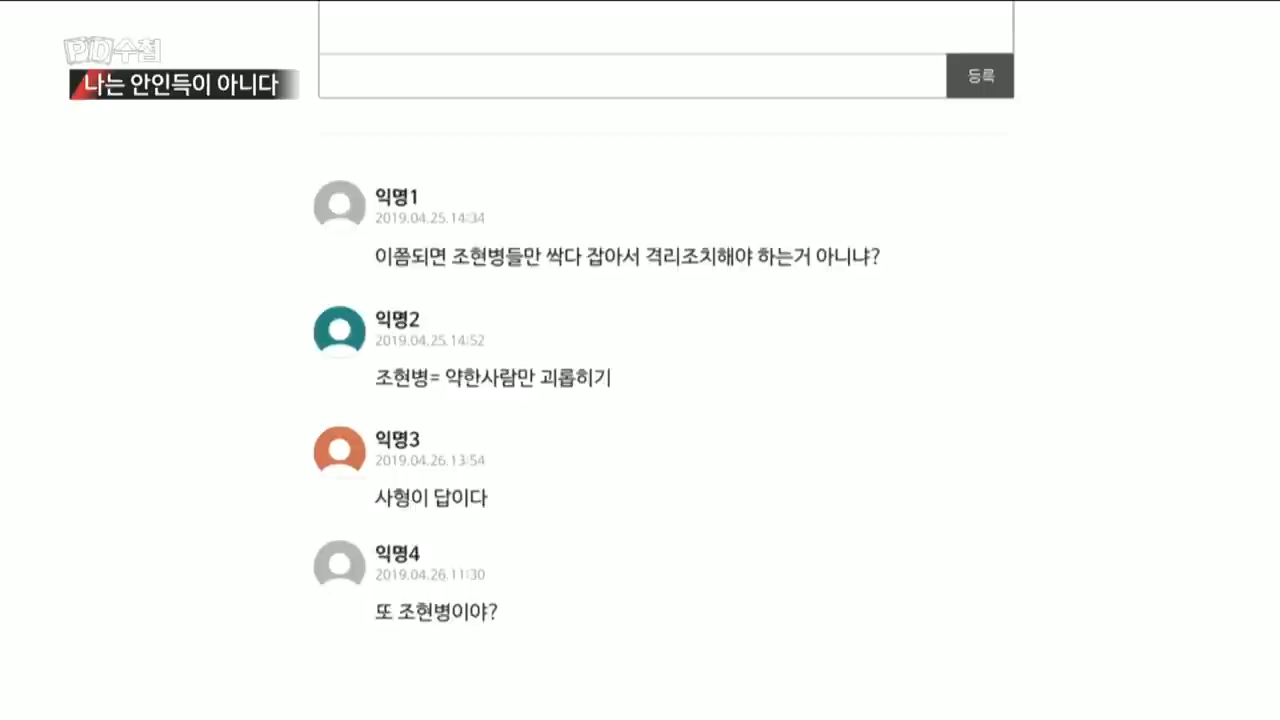 PD수첩
나는 안인득이 아니다
등록
익명1
2019.04.25.14:34
이쯤되면 조현병들만 싹다 잡아서 격리조치해야 하는거 아니냐?
익명2
2019.04.25.14:52
조현병= 약한사람만 괴롭히기
익명3
2019.04.26.13:54
사형이 답이다
익명4
2019.04.26.11:30
또 조현병이야?